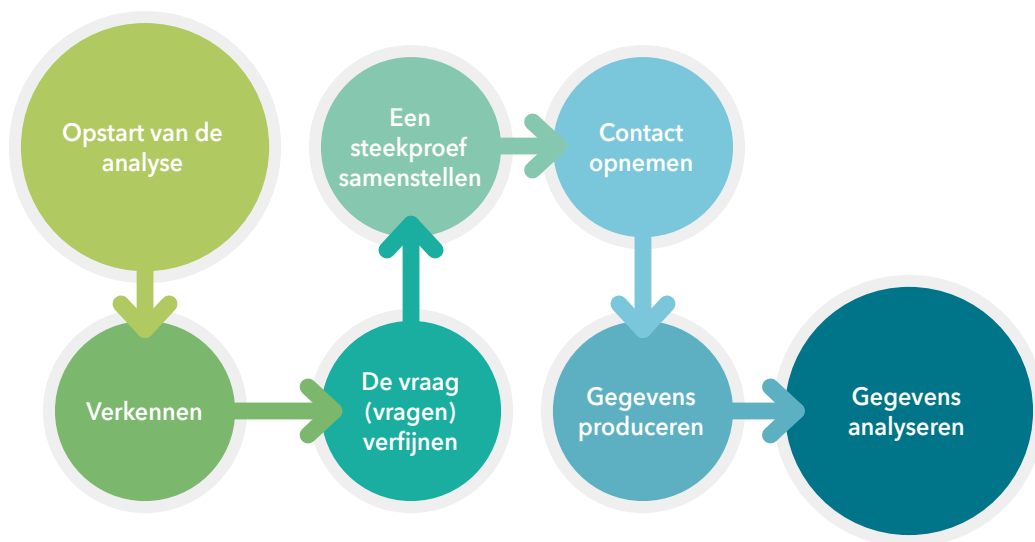 Opstart van de
analyse
Verkennen
De vraag
(vragen)
verfijnen
Een
steekproef
samenstellen
Contact
opnemen
Gegevens
produceren
Gegevens
analyseren